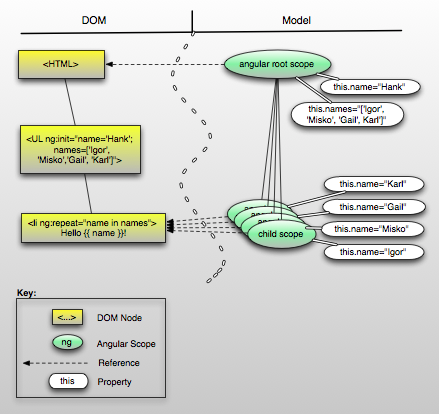 DOM
Model
<HTML>
angular root scope
this.name="Hank"
this.names="['Igor',
'Misko', 'Gail', 'Karl']"
<UL ng:init="name='Hank';
names=['Igor',
'Misko','Gail', 'Karl']">
this.name="Karl"
this.name="Gail"
<li ng:repeat="name in names">
Hello {{ name }}!
this.name="Misko"
child scope
this.name="Igor"
Key:
<...>
DOM Node
ng
Angular Scope
Reference
this
Property